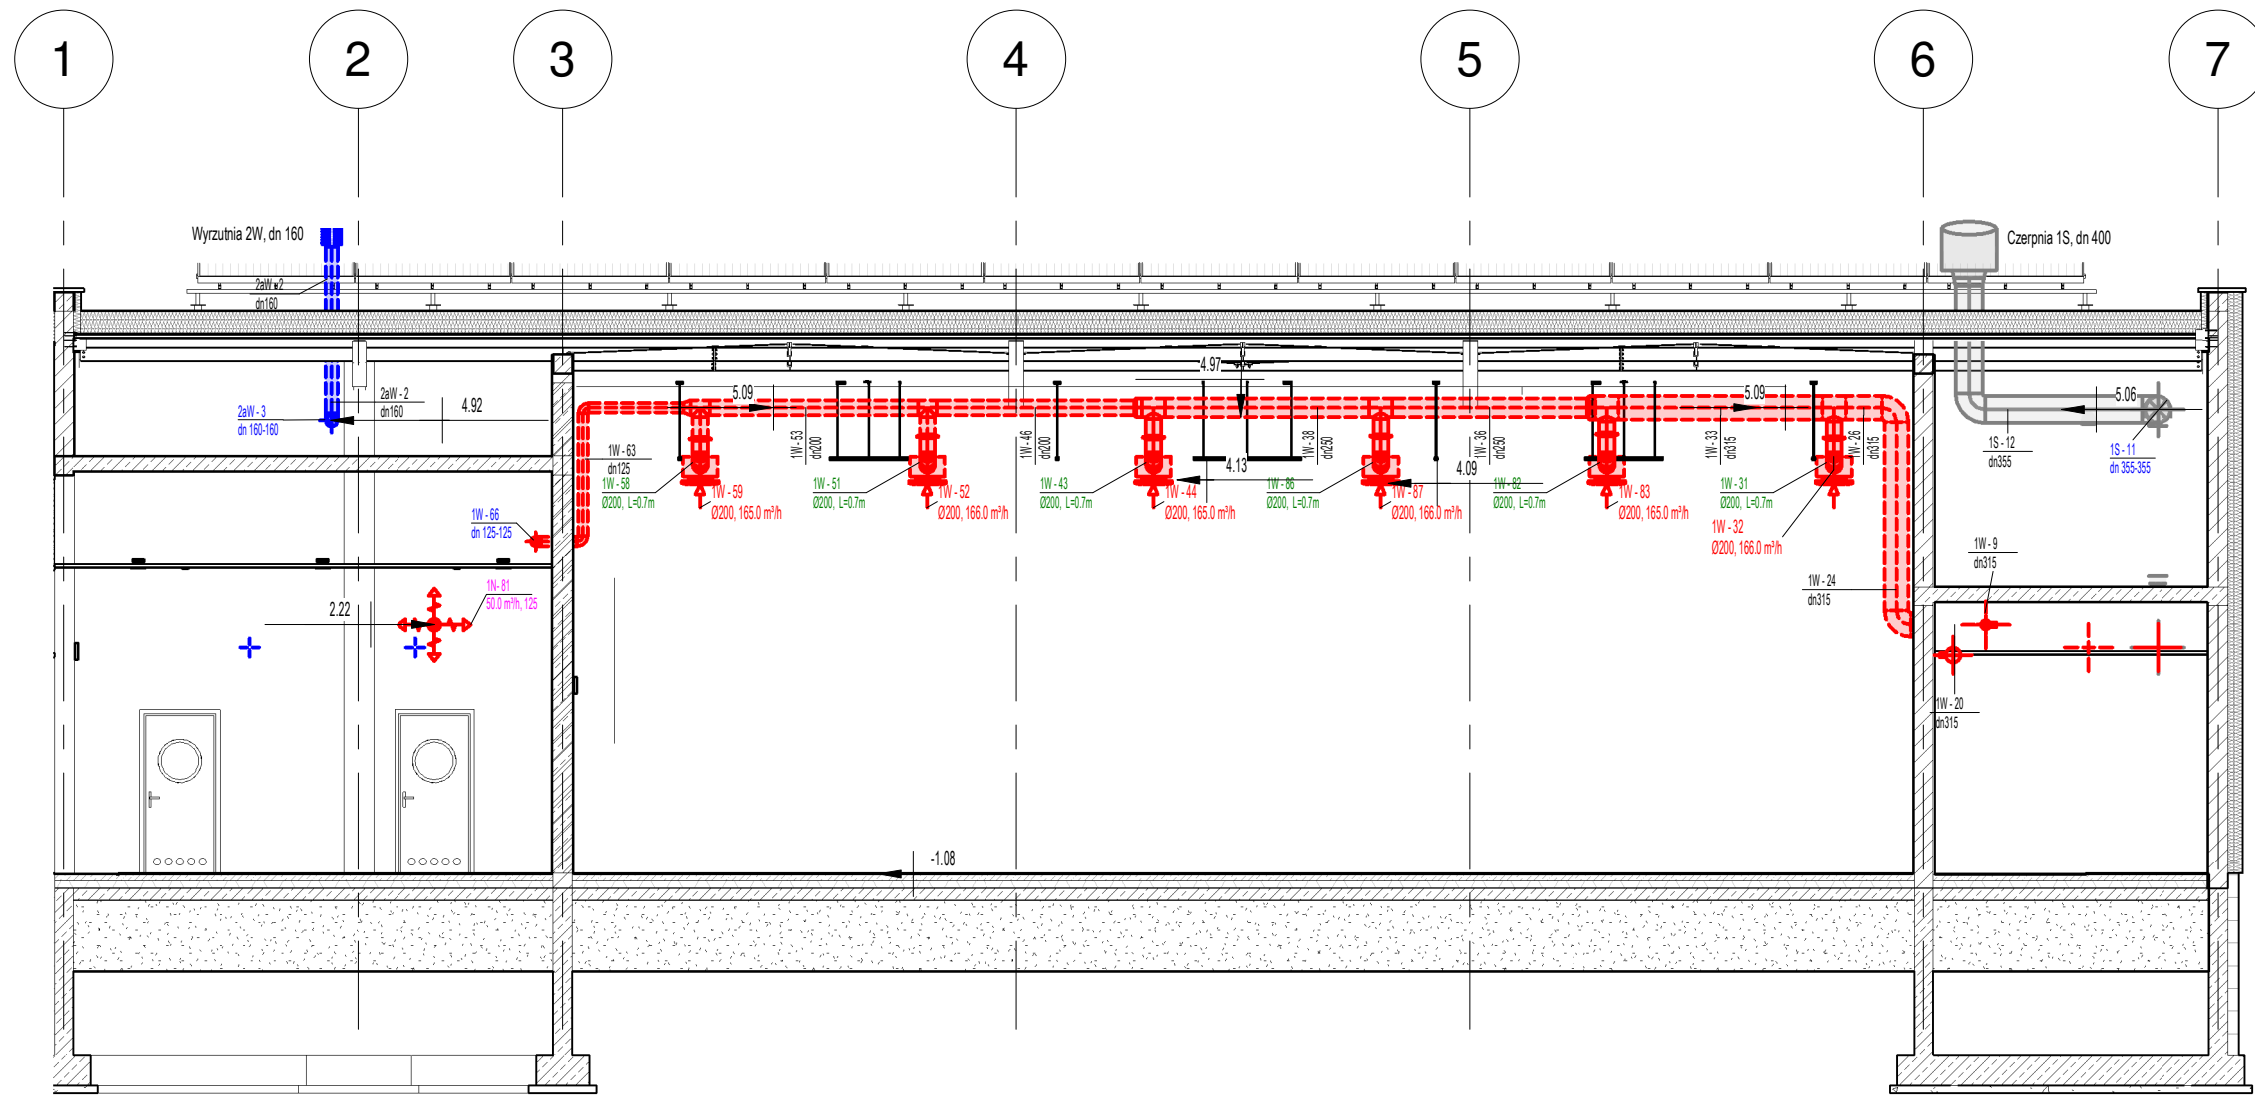 1
2
3
4
5
6
7
Wyrzutnia 2W, dn 160
Czerpnia 1S, dn 400
2aW - 2
dn160
4.97
5.09
5.09
5.06
2aW - 2
dn160
4.92
2aW - 3
dn 160-160
1W - 53
dn200
1W - 46
dn200
1W - 38
dn250
1W - 36
dn250
1W - 33
dn315
1W - 26
dn315
1S - 12
dn355
1S - 11
dn 355-355
1W - 63
dn125
4.13
4.09
1W - 58
Ø200, L=0.7m
1W - 59
Ø200, 165.0 m³/h
1W - 51
Ø200, L=0.7m
1W - 52
Ø200, 166.0 m³/h
1W - 43
Ø200, L=0.7m
1W - 44
Ø200, 165.0 m³/h
1W - 86
Ø200, L=0.7m
1W - 87
Ø200, 166.0 m³/h
1W - 82
Ø200, L=0.7m
1W - 83
Ø200, 165.0 m³/h
1W - 31
Ø200, L=0.7m
1W - 32
Ø200, 166.0 m³/h
1W - 66
dn 125-125
1W - 9
dn315
1W - 24
dn315
1N - 81
50.0 m³/h, 125
2.22
1W - 20
dn315
-1.08